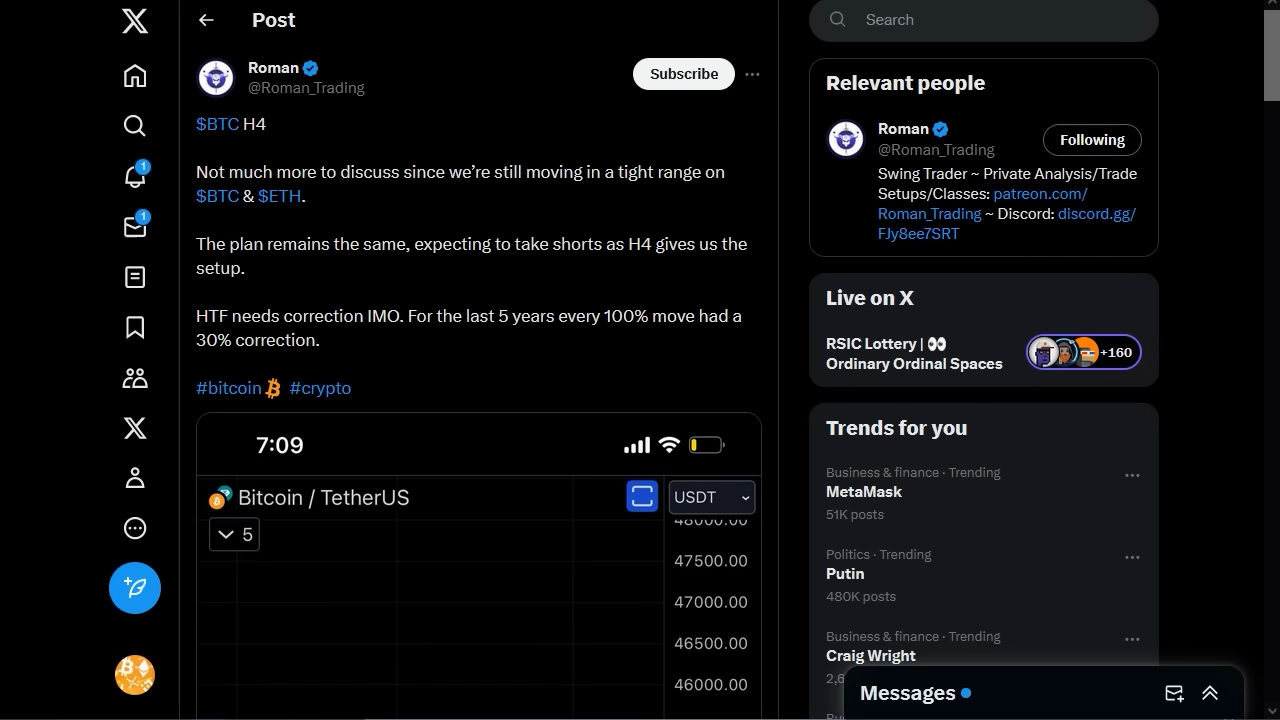 Post
Search
Roman
@Roman_Trading
Subscribe
$BTC H4
Not much more to discuss since we’re still moving in a tight range on
$BTC & $ETH.
The plan remains the same, expecting to take shorts as H4 gives us the
setup.
HTF needs correction IMO. For the last 5 years every 100% move had a
30% correction.
#bitcoin #crypto
7:09
Bitcoin / TetherUS
USDT
5
48000.00
47500.00
47000.00
46500.00
46000.00
1
1
Relevant people
Roman
@Roman_Trading
Following
Swing Trader ~ Private Analysis/Trade
Setups/Classes: patreon.com/
Roman_Trading ~ Discord: discord.gg/
FJy8ee7SRT
Live on X
RSIC Lottery |
Ordinary Ordinal Spaces
+160
Trends for you
Business & finance · Trending
MetaMask
51K posts
Politics · Trending
Putin
480K posts
Business & finance · Trending
Craig Wright
Messages